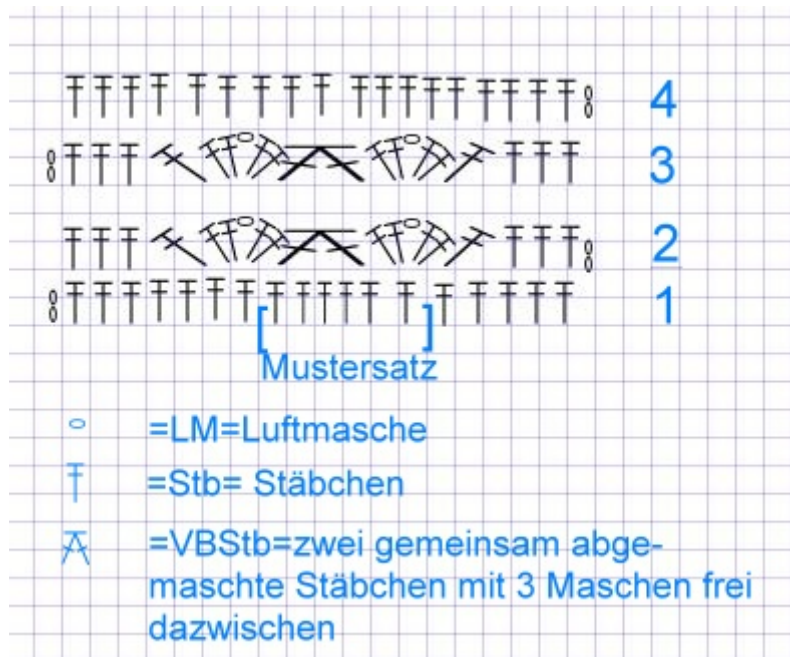 4
3
2
1
[ ]
Mustersatz
=LM=Luftmasche
=Stb= Stäbchen
=VBStb=zwei gemeinsam abge-
maschte Stäbchen mit 3 Maschen frei
dazwischen